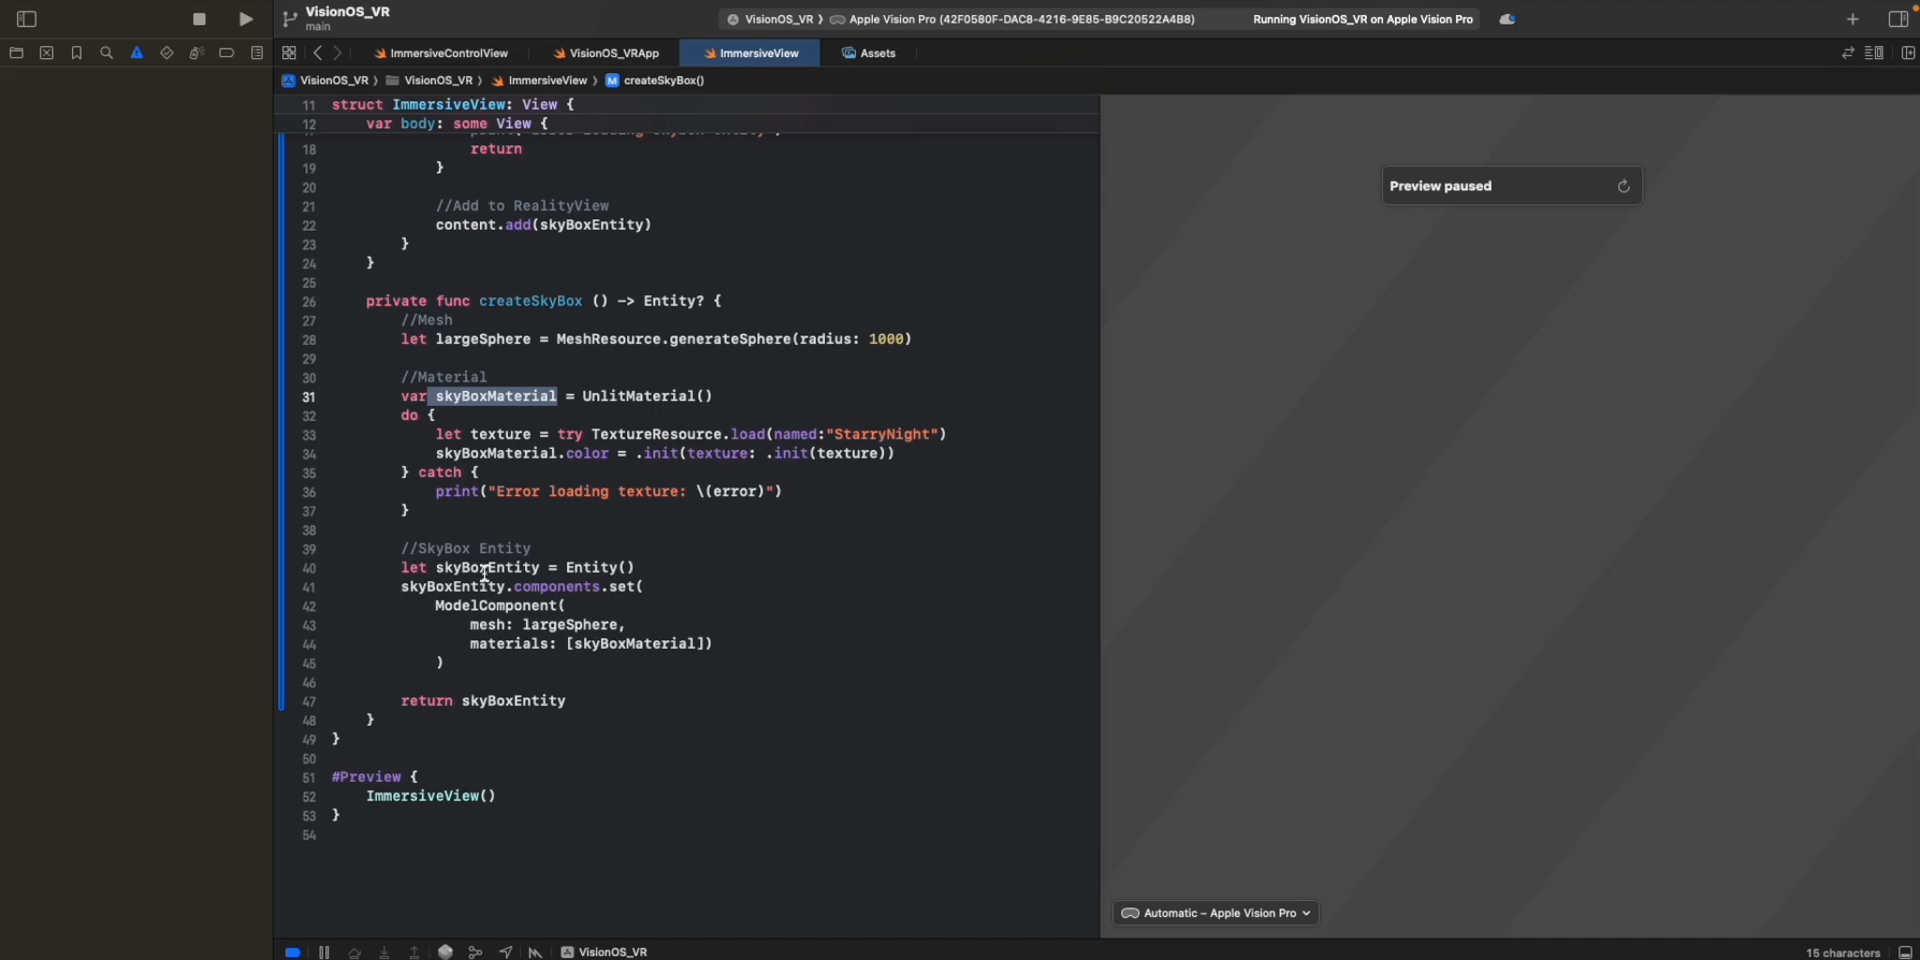 VisionOS_VR
main
VisionOS_VR ⟩ Apple Vision Pro (42F0580F-DAC8-4216-9E85-B9C20522A4B8)
Running VisionOS_VR on Apple Vision Pro
ImmersiveControlView
VisionOS_VRApp
ImmersiveView
Assets
VisionOS_VR ⟩ VisionOS_VR ⟩ ImmersiveView ⟩ M createSkyBox()
11 struct ImmersiveView: View {
12 var body: some View {
18 return
19 }
20
21 //Add to RealityView
22 content.add(skyBoxEntity)
23 }
24 }
25
26 private func createSkyBox () -> Entity? {
27 //Mesh
28 let largeSphere = MeshResource.generateSphere(radius: 1000)
29
30 //Material
31 var skyBoxMaterial = UnlitMaterial()
32 do {
33 let texture = try TextureResource.load(named:"StarryNight")
34 skyBoxMaterial.color = .init(texture: .init(texture))
35 } catch {
36 print("Error loading texture: \(error)")
37 }
38
39 //SkyBox Entity
40 let skyBoxEntity = Entity()
41 skyBoxEntity.components.set(
42 ModelComponent(
43 mesh: largeSphere,
44 materials: [skyBoxMaterial])
45 )
46
47 return skyBoxEntity
48 }
49 }
50
51 #Preview {
52 ImmersiveView()
53 }
54
Preview paused
Automatic – Apple Vision Pro
VisionOS_VR
15 characters